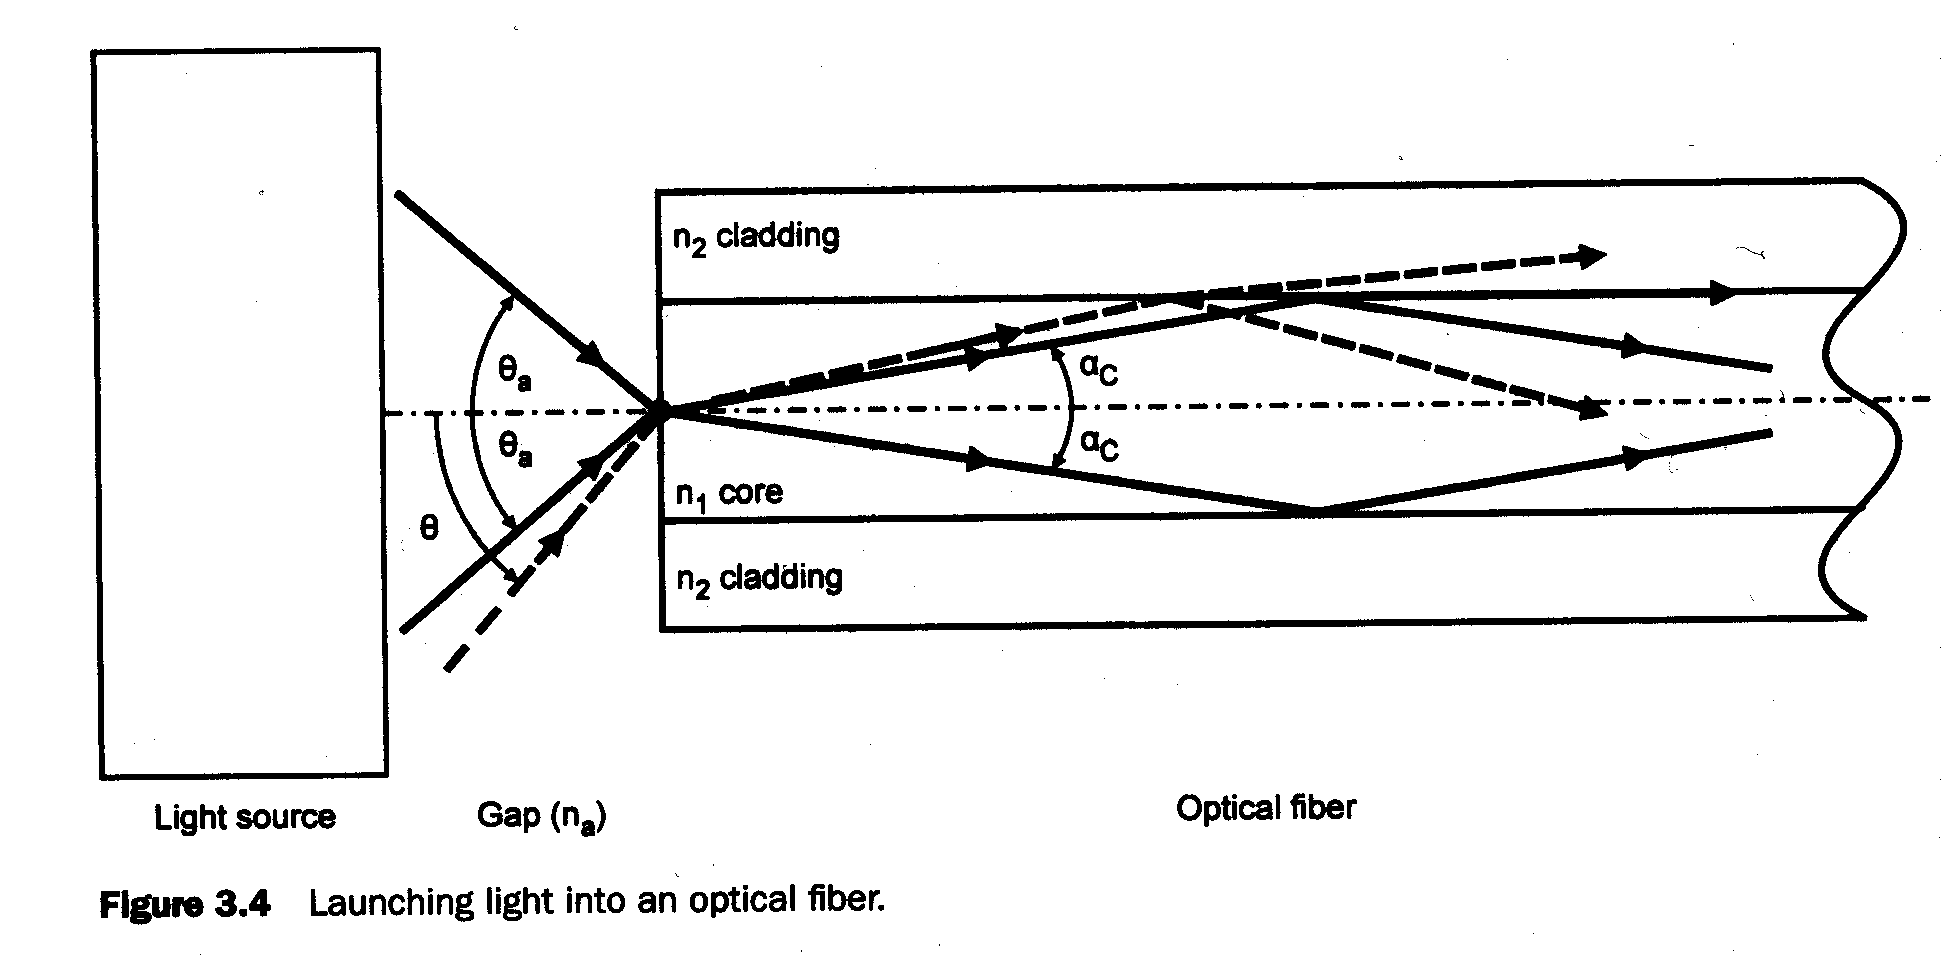 n₂ cladding
θₐ
αC
θₐ
αC
n₁ core
θ
n₂ cladding
Light source
Gap (nₐ)
Optical fiber
Figure 3.4 Launching light into an optical fiber.